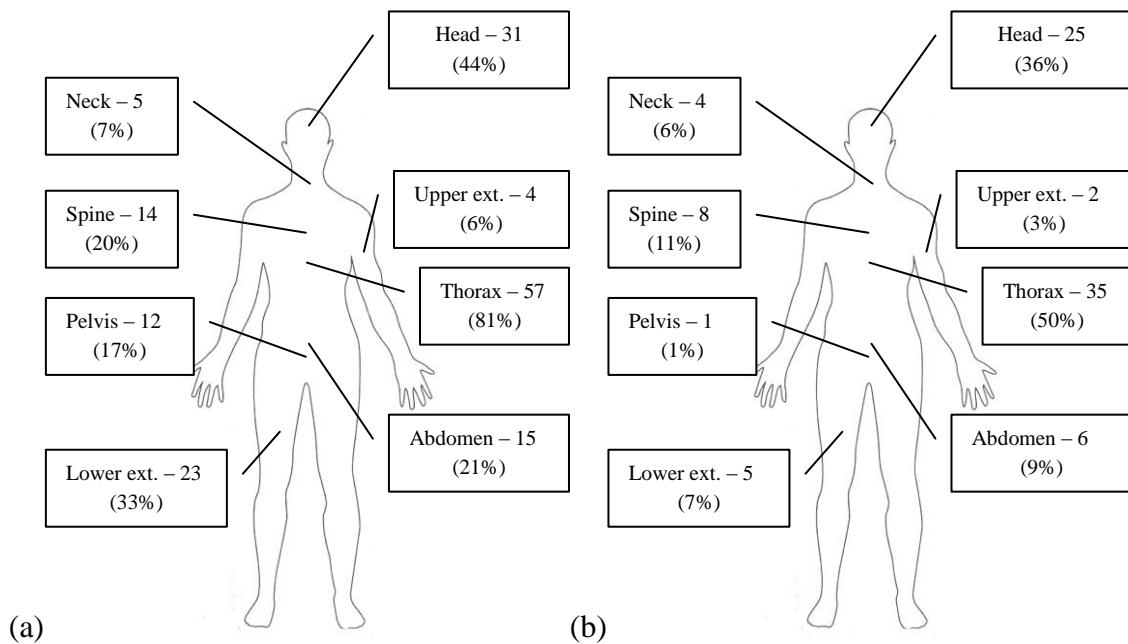 Head – 31
(44%)
Neck – 5
(7%)
Upper ext. – 4
(6%)
Spine – 14
(20%)
Thorax – 57
(81%)
Pelvis – 12
(17%)
Abdomen – 15
(21%)
Lower ext. – 23
(33%)
(a)
Head – 25
(36%)
Neck – 4
(6%)
Upper ext. – 2
(3%)
Spine – 8
(11%)
Thorax – 35
(50%)
Pelvis – 1
(1%)
Abdomen – 6
(9%)
Lower ext. – 5
(7%)
(b)